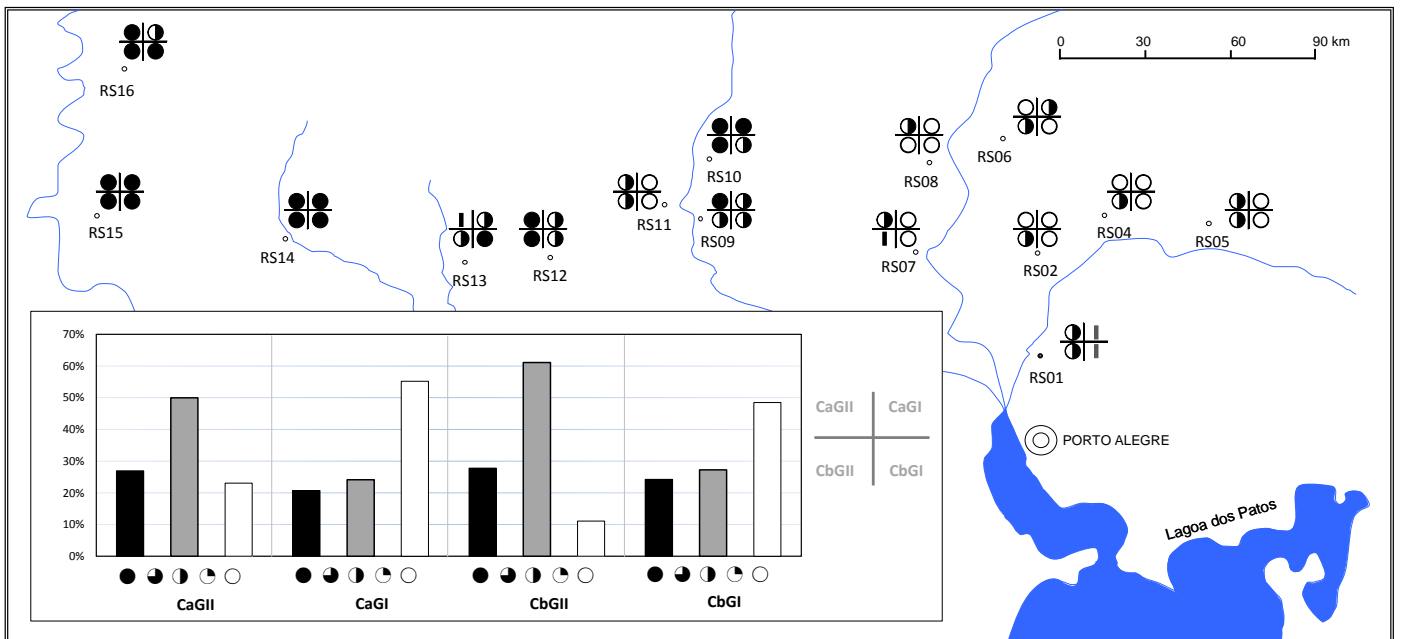 0 30 60 90 km
RS16
RS06
RS10
RS08
RS15
RS14
RS13
RS12
RS11
RS09
RS07
RS02
RS04
RS05
RS01
70%
60%
50%
40%
30%
20%
10%
0%
CaGII CaGI CbGII CbGI
CaGII CaGI
CbGII CbGI
PORTO ALEGRE
Lagoa dos Patos